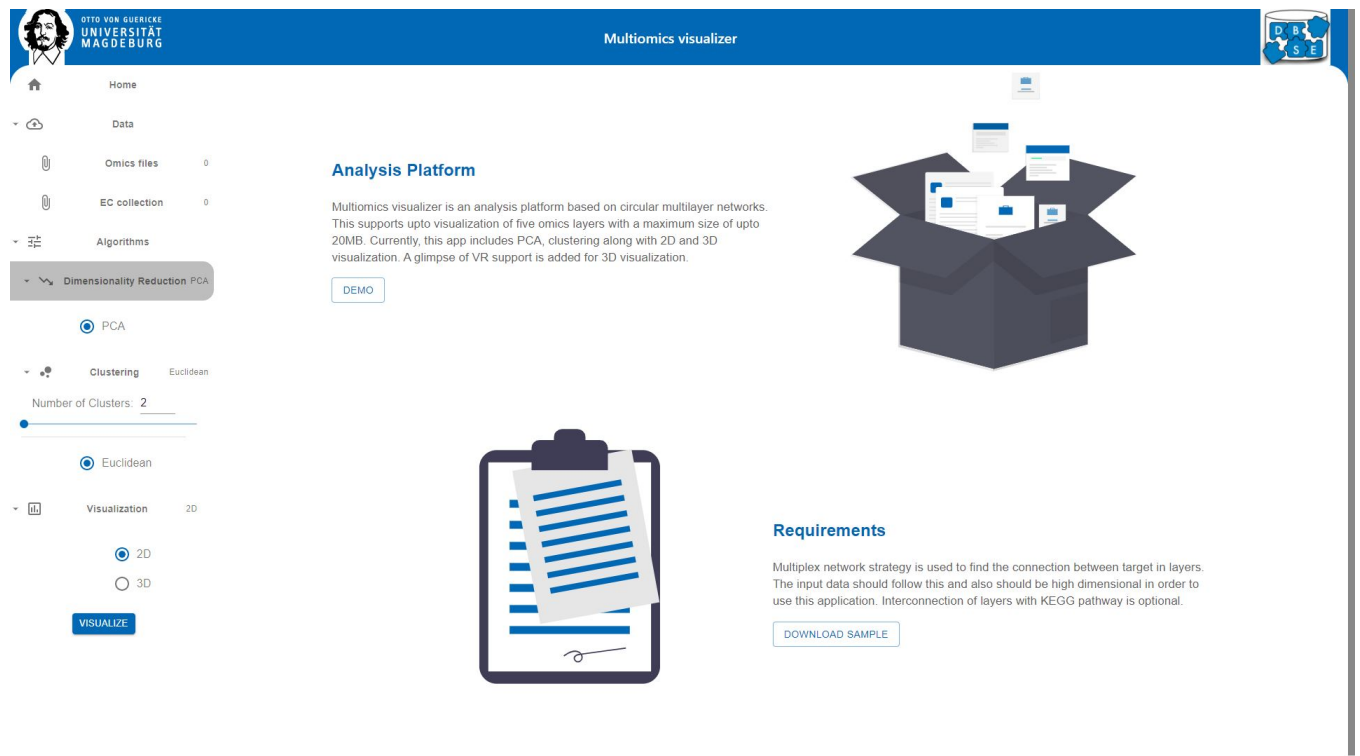 OTTO VON GUERICKE
UNIVERSITÄT
MAGDEBURG
Multiomics visualizer
D B
S E
Home
Data
Omics files 0
EC collection 0
Algorithms
Dimensionality Reduction PCA
PCA
Clustering Euclidean
Number of Clusters: 2
Euclidean
Visualization 2D
2D
3D
VISUALIZE
Analysis Platform
Multiomics visualizer is an analysis platform based on circular multilayer networks.
This supports upto visualization of five omics layers with a maximum size of upto
20MB. Currently, this app includes PCA, clustering along with 2D and 3D
visualization. A glimpse of VR support is added for 3D visualization.
DEMO
Requirements
Multiplex network strategy is used to find the connection between target in layers.
The input data should follow this and also should be high dimensional in order to
use this application. Interconnection of layers with KEGG pathway is optional.
DOWNLOAD SAMPLE